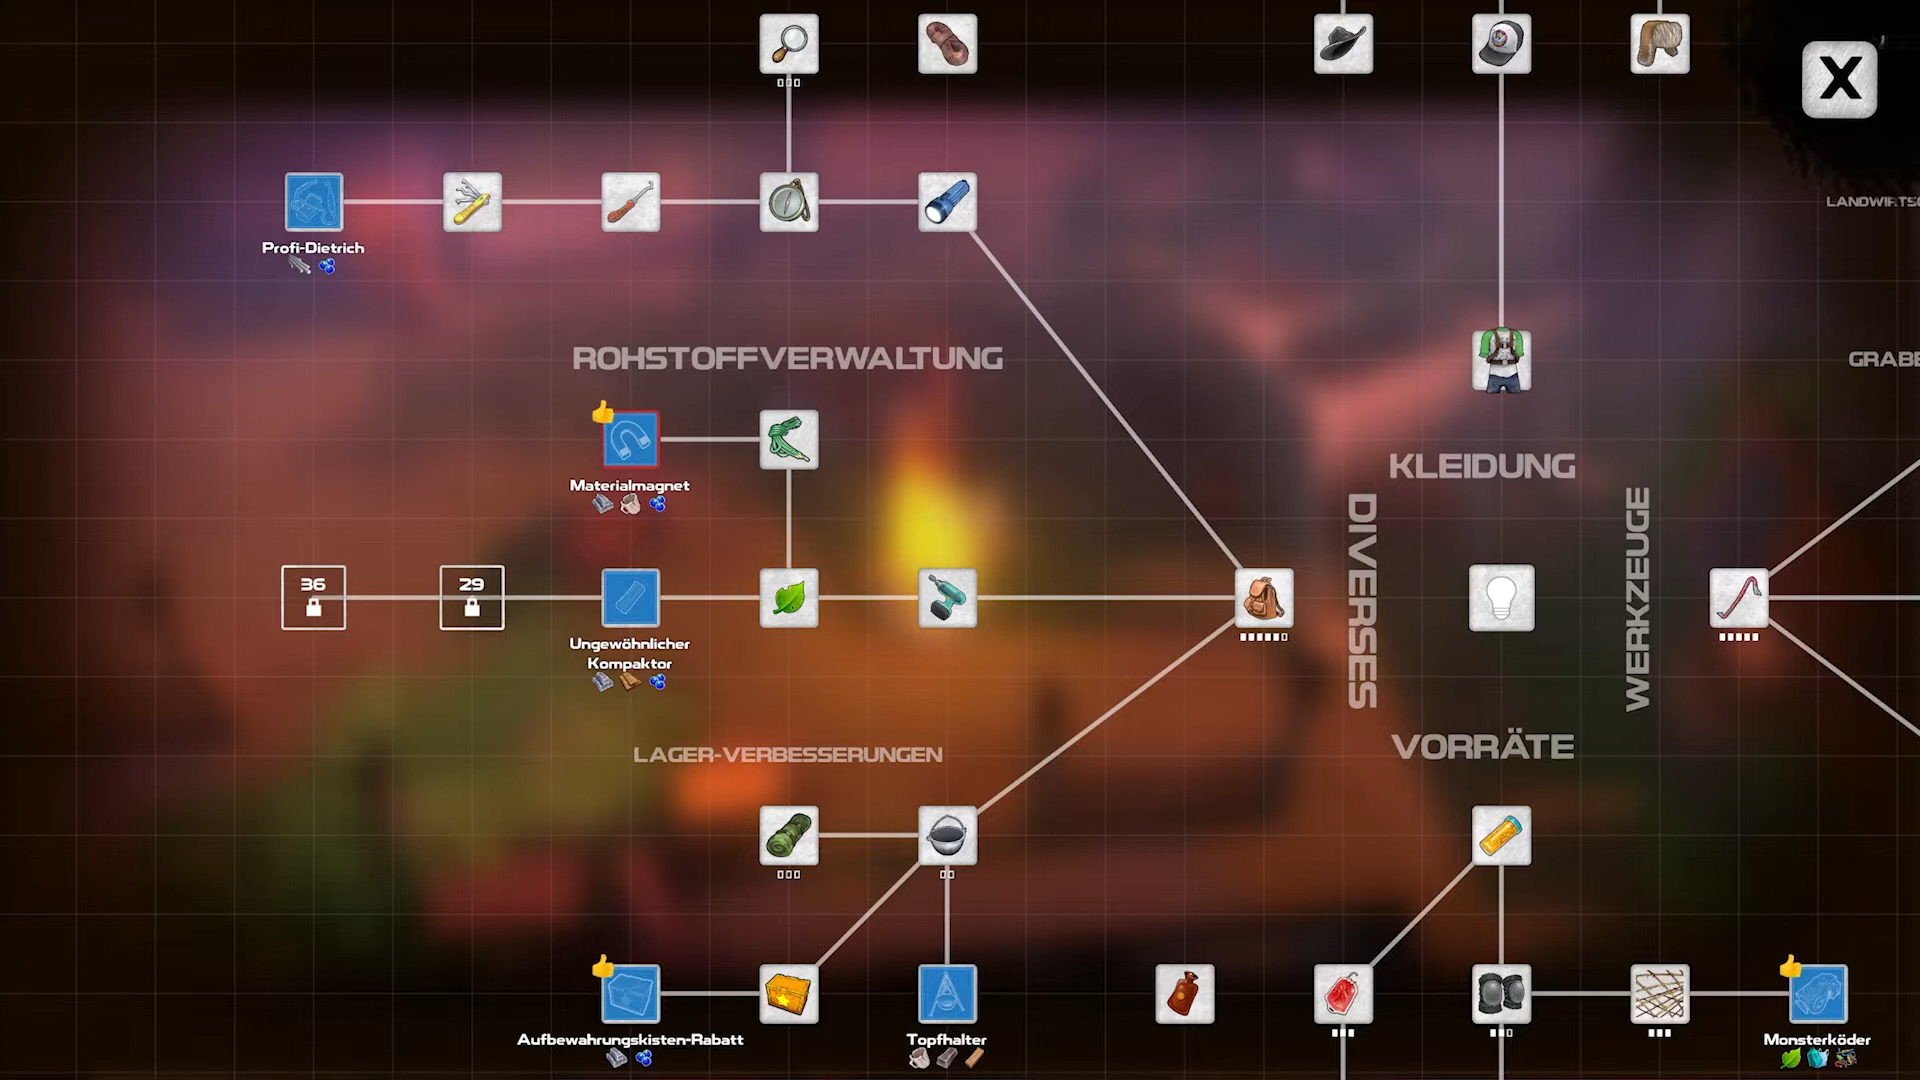 X
LANDWIRTSC
Profi-Dietrich
ROHSTOFFVERWALTUNG
GRABE
KLEIDUNG
Materialmagnet
DIVERSES
WERKZEUGE
36
29
Ungewöhnlicher
Kompaktor
LAGER-VERBESSERUNGEN
VORRÄTE
Aufbewahrungskisten-Rabatt
Topfhalter
Monsterköder